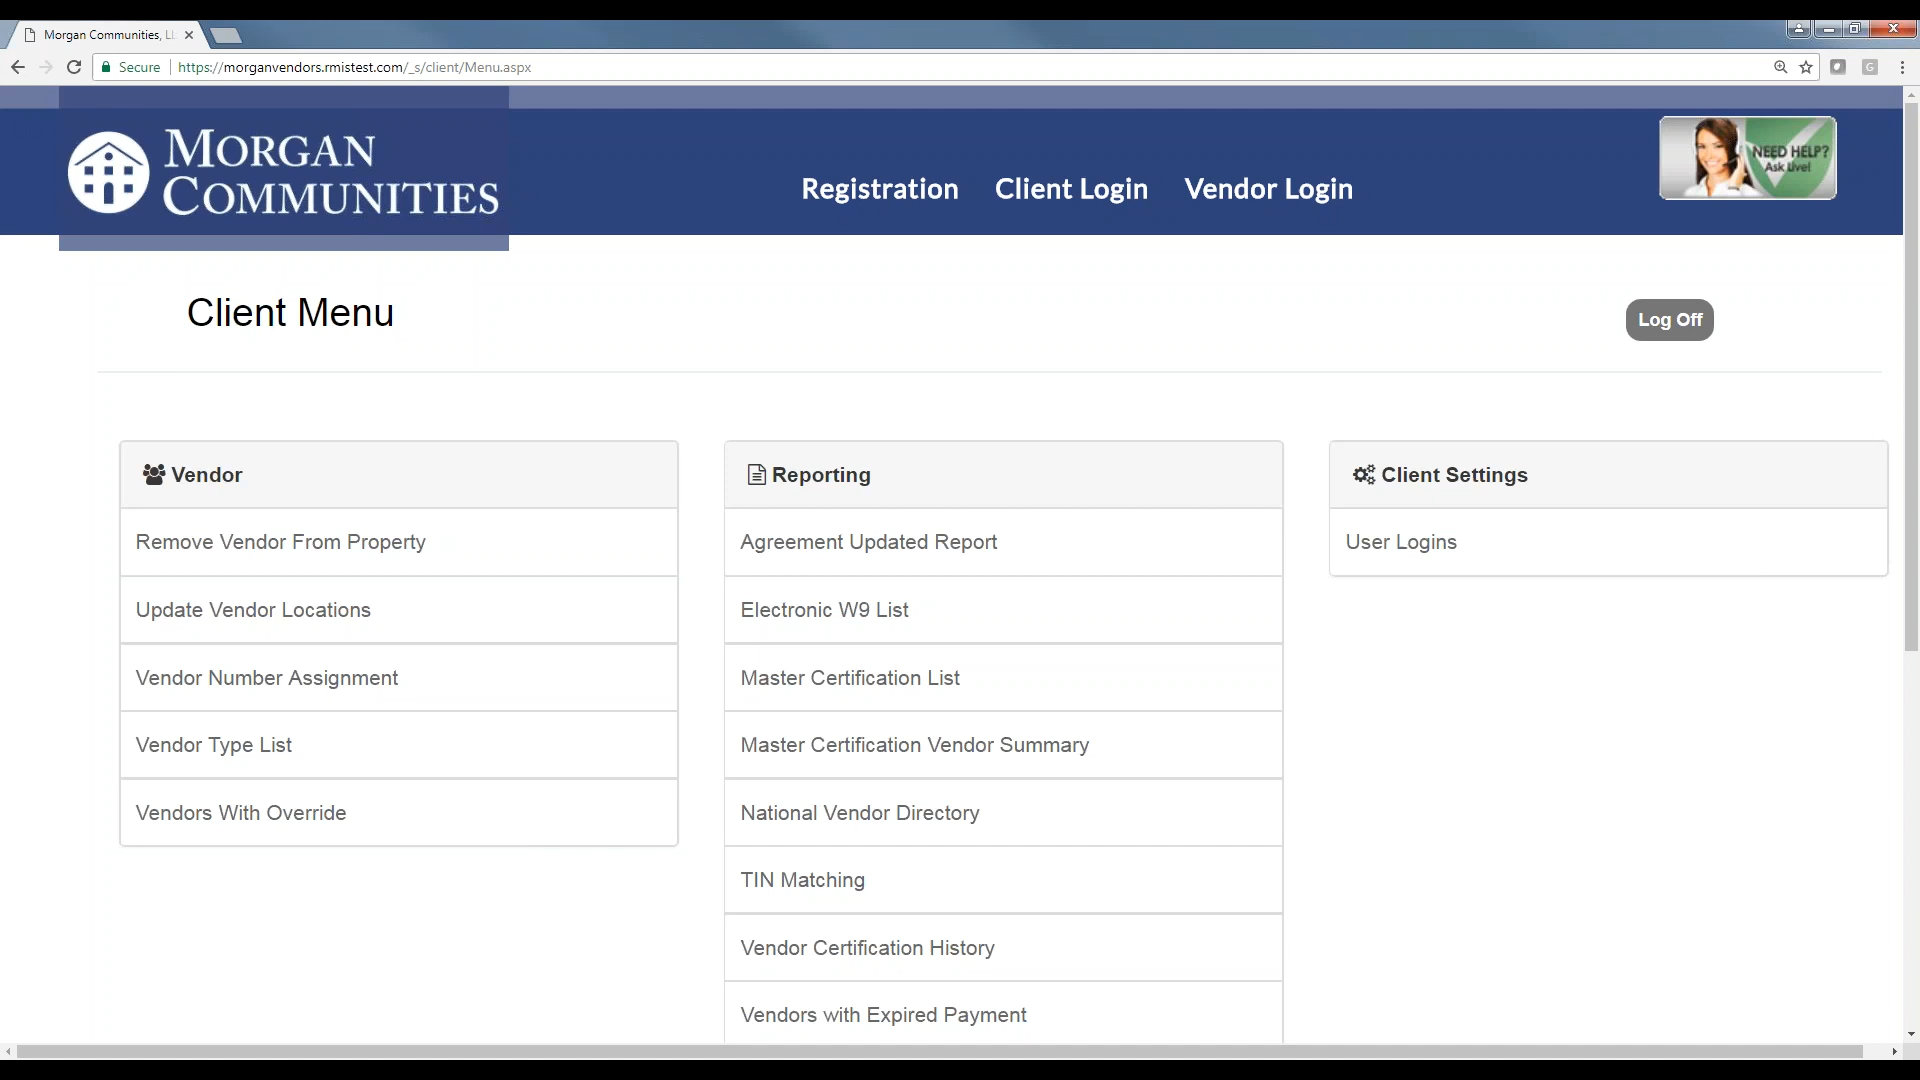 Morgan Communities, LL
Secure | https://morganvendors.rmistest.com/_s/client/Menu.aspx
G
MORGAN
COMMUNITIES
Registration
Client Login
Vendor Login
NEED HELP?
Ask Live!
Client Menu
Log Off
Vendor
Remove Vendor From Property
Update Vendor Locations
Vendor Number Assignment
Vendor Type List
Vendors With Override
Reporting
Agreement Updated Report
Electronic W9 List
Master Certification List
Master Certification Vendor Summary
National Vendor Directory
TIN Matching
Vendor Certification History
Vendors with Expired Payment
Client Settings
User Logins